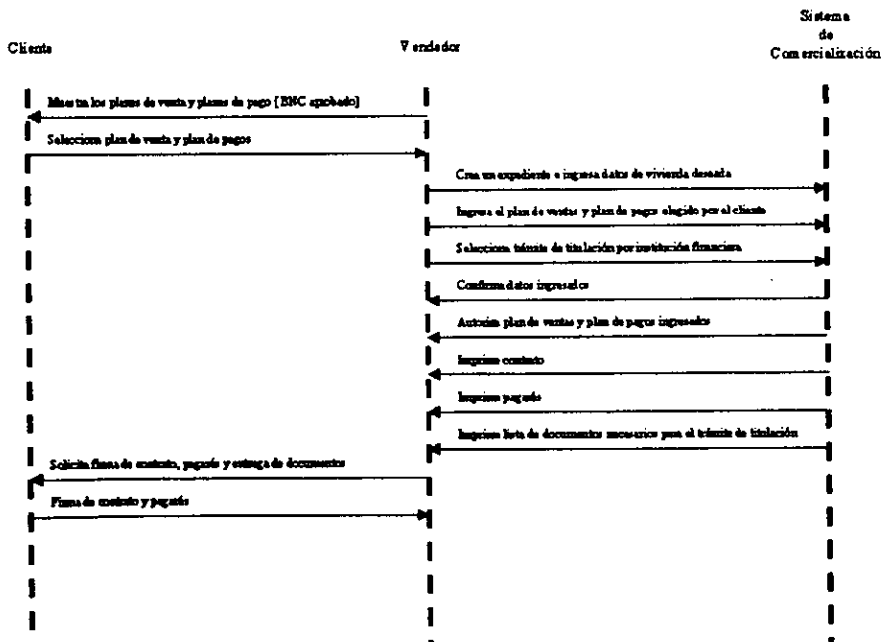 Cliente
Vendedor
Sistema
de
Comercialización
Muestra los planes de venta y planes de pago [BNC aprobado]
Selecciona plan de venta y plan de pagos
Crea un expediente e ingresa datos de vivienda deseada
Ingresa el plan de ventas y plan de pagos elegido por el cliente
Selecciona trámite de titulación por institución financiera
Confirma datos ingresados
Autoriza plan de ventas y plan de pagos ingresados
Imprime contrato
Imprime pagarés
Imprime lista de documentos necesarios para el trámite de titulación
Solicita firma de contrato, pagarés y entrega de documentos
Firma de contrato y pagarés